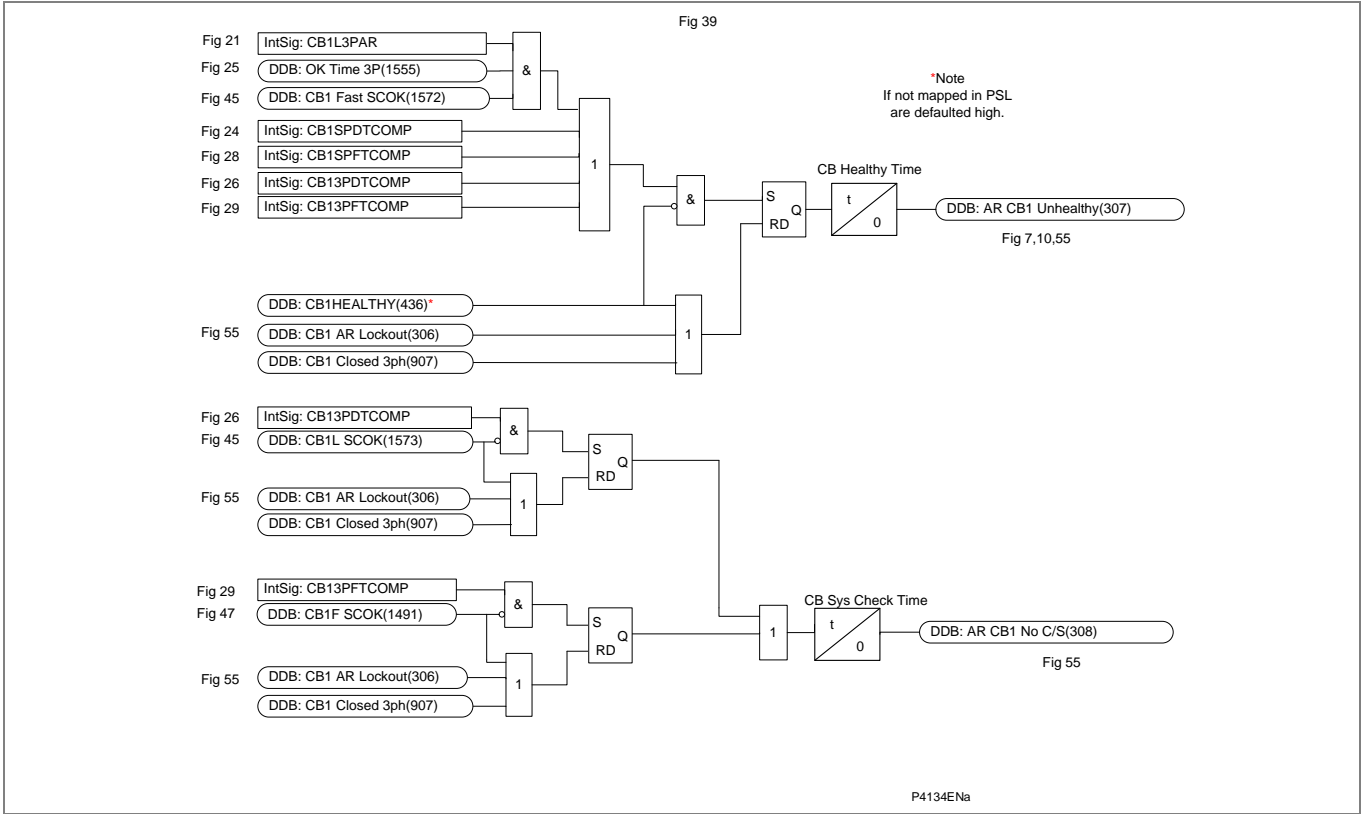 Fig 39
Fig 21
IntSig: CB1L3PAR
Fig 25
DDB: OK Time 3P(1555)
Fig 45
DDB: CB1 Fast SCOK(1572)
&
*Note
If not mapped in PSL
are defaulted high.
Fig 24
IntSig: CB1SPDTCOMP
Fig 28
IntSig: CB1SPFTCOMP
Fig 26
IntSig: CB13PDTCOMP
Fig 29
IntSig: CB13PFTCOMP
1
&
S
Q
RD
CB Healthy Time
t
0
DDB: AR CB1 Unhealthy(307)
Fig 7,10,55
DDB: CB1HEALTHY(436)*
Fig 55
DDB: CB1 AR Lockout(306)
DDB: CB1 Closed 3ph(907)
1
Fig 26
IntSig: CB13PDTCOMP
Fig 45
DDB: CB1L SCOK(1573)
&
S
Q
RD
Fig 55
DDB: CB1 AR Lockout(306)
DDB: CB1 Closed 3ph(907)
1
Fig 29
IntSig: CB13PFTCOMP
Fig 47
DDB: CB1F SCOK(1491)
&
S
Q
RD
1
CB Sys Check Time
t
0
DDB: AR CB1 No C/S(308)
Fig 55
Fig 55
DDB: CB1 AR Lockout(306)
DDB: CB1 Closed 3ph(907)
1
P4134ENa